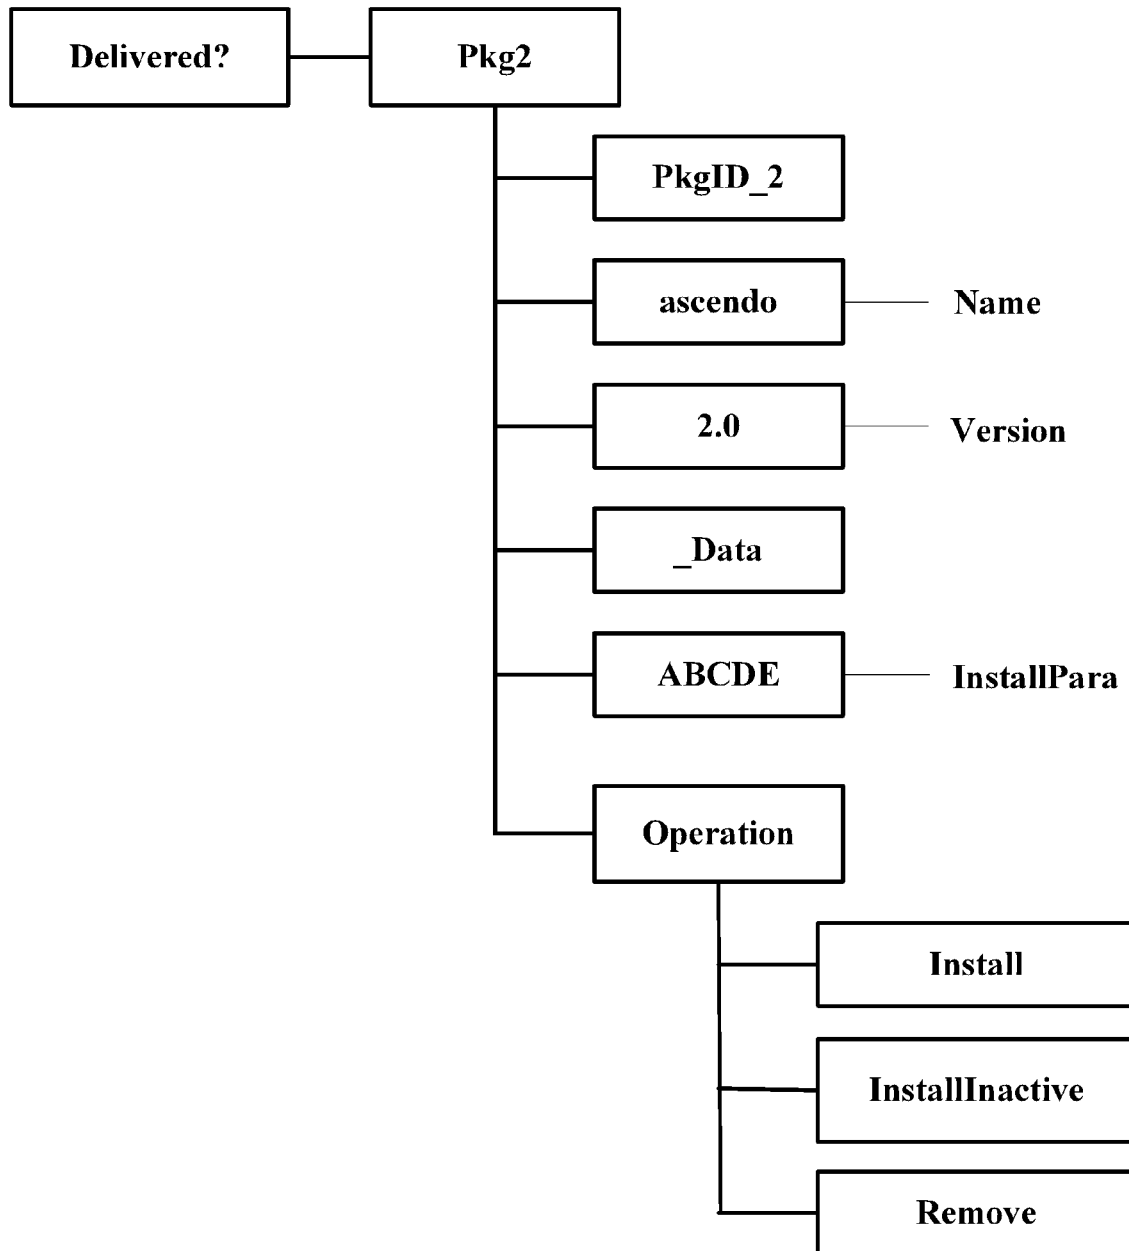 Delivered?
Pkg2
PkgID_2
ascendo
Name
2.0
Version
_Data
ABCDE
InstallPara
Operation
Install
InstallInactive
Remove